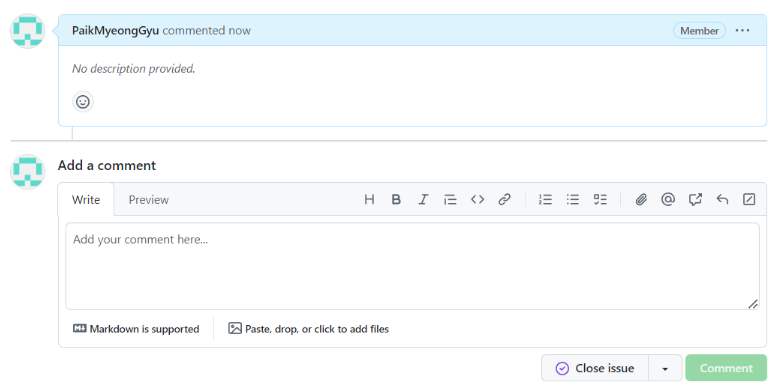 PaikMyeongGyu commented now
Member
No description provided.
Add a comment
Write Preview
Add your comment here...
Markdown is supported
Paste, drop, or click to add files
Close issue
Comment